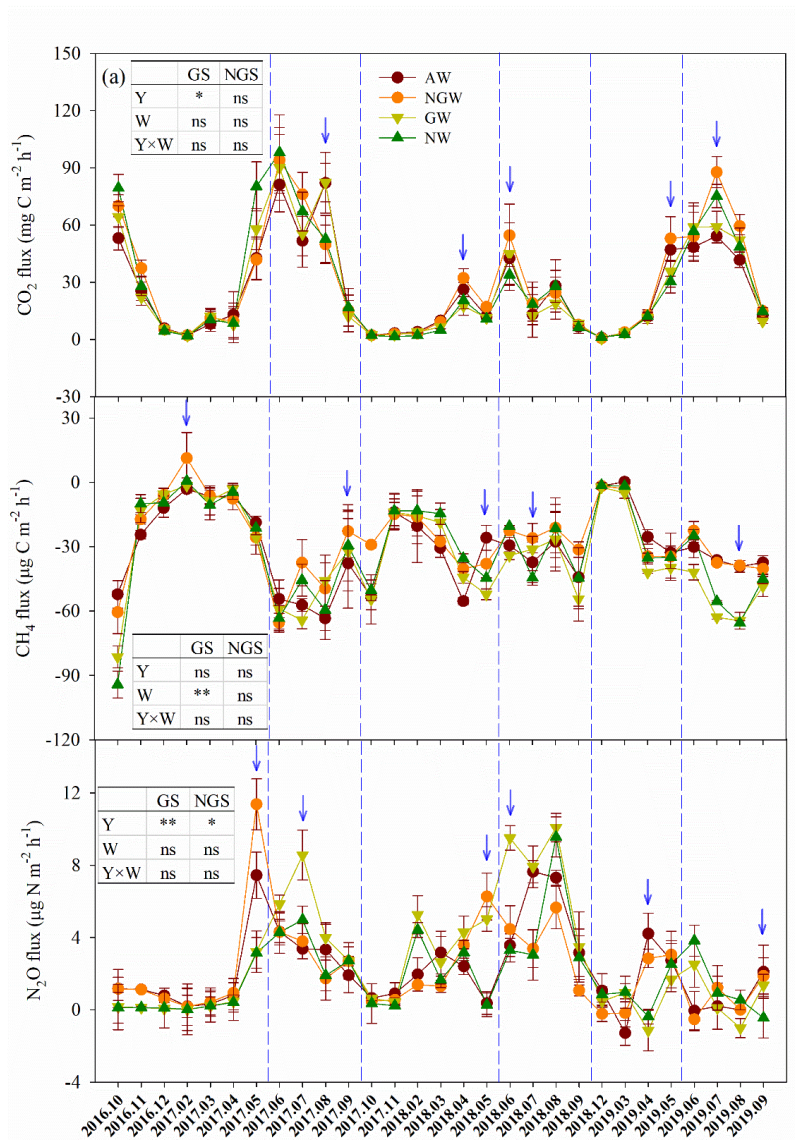 150
120
90
60
30
0
-30
CO2 flux (mg C m-2 h-1)
(a)
GS NGS
Y * ns
W ns ns
Y×W ns ns
AW
NGW
GW
NW
30
0
-30
-60
-90
-120
CH4 flux (μg C m-2 h-1)
GS NGS
Y ns ns
W ** ns
Y×W ns ns
12
8
4
0
-4
N2O flux (μg N m-2 h-1)
GS NGS
Y ** *
W ns ns
Y×W ns ns
2016.10
2016.11
2016.12
2017.02
2017.03
2017.04
2017.05
2017.06
2017.07
2017.08
2017.09
2017.10
2017.11
2018.02
2018.03
2018.04
2018.05
2018.06
2018.07
2018.08
2018.09
2018.12
2019.03
2019.04
2019.05
2019.06
2019.07
2019.08
2019.09